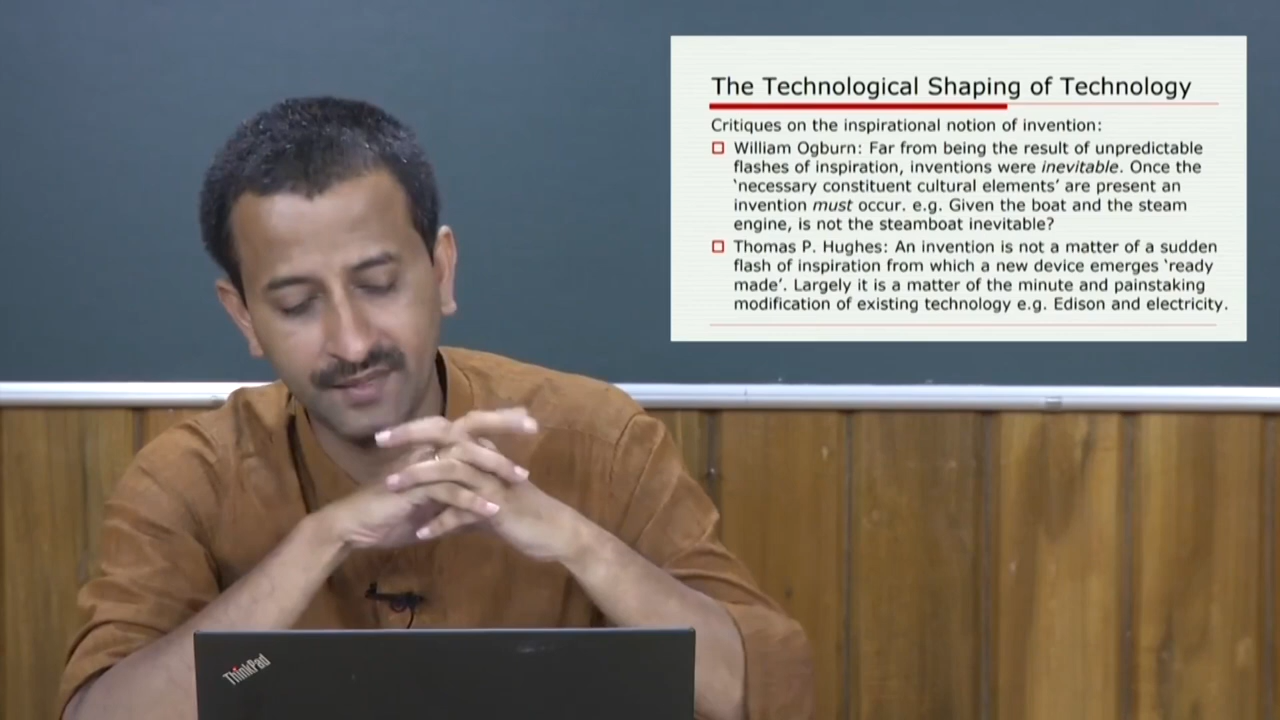 The Technological Shaping of Technology
Critiques on the inspirational notion of invention:
William Ogburn: Far from being the result of unpredictable
flashes of inspiration, inventions were inevitable. Once the
‘necessary constituent cultural elements’ are present an
invention must occur. e.g. Given the boat and the steam
engine, is not the steamboat inevitable?
Thomas P. Hughes: An invention is not a matter of a sudden
flash of inspiration from which a new device emerges ‘ready
made’. Largely it is a matter of the minute and painstaking
modification of existing technology e.g. Edison and electricity.
ThinkPad